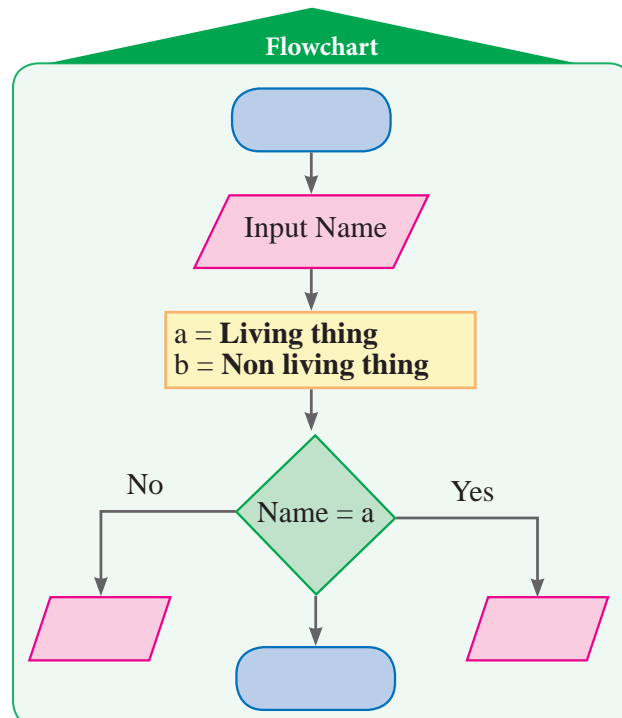 Flowchart
Input Name
a = Living thing
b = Non living thing
No
Yes
Name = a